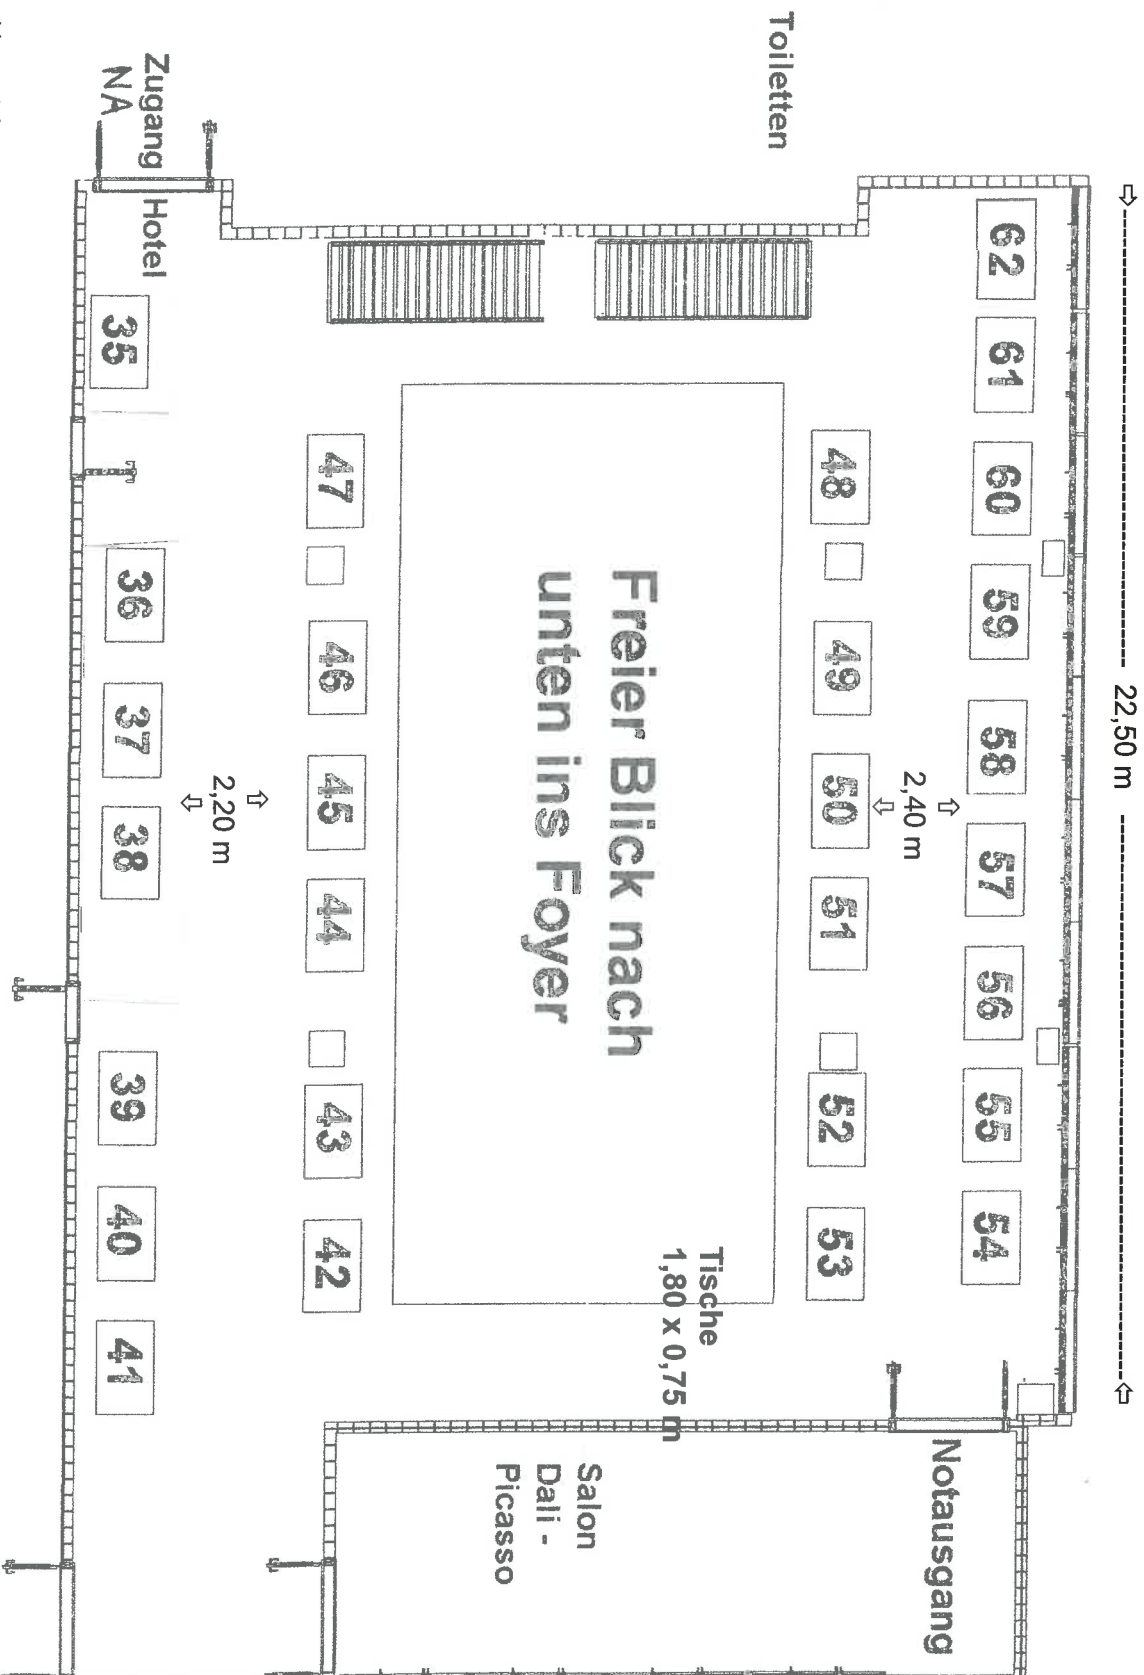 22,50 m
62 61 60 59 58 57 56 55 54
Notausgang
2,40 m
48 49 50 51 52 53
Toiletten
Tische
1,80 x 0,75 m
Freier Blick nach
unten ins Foyer
Salon
Dali -
Picasso
47 46 45 44 43 42
2,20 m
Zugang Hotel
NA
35 36 37 38 39 40 41